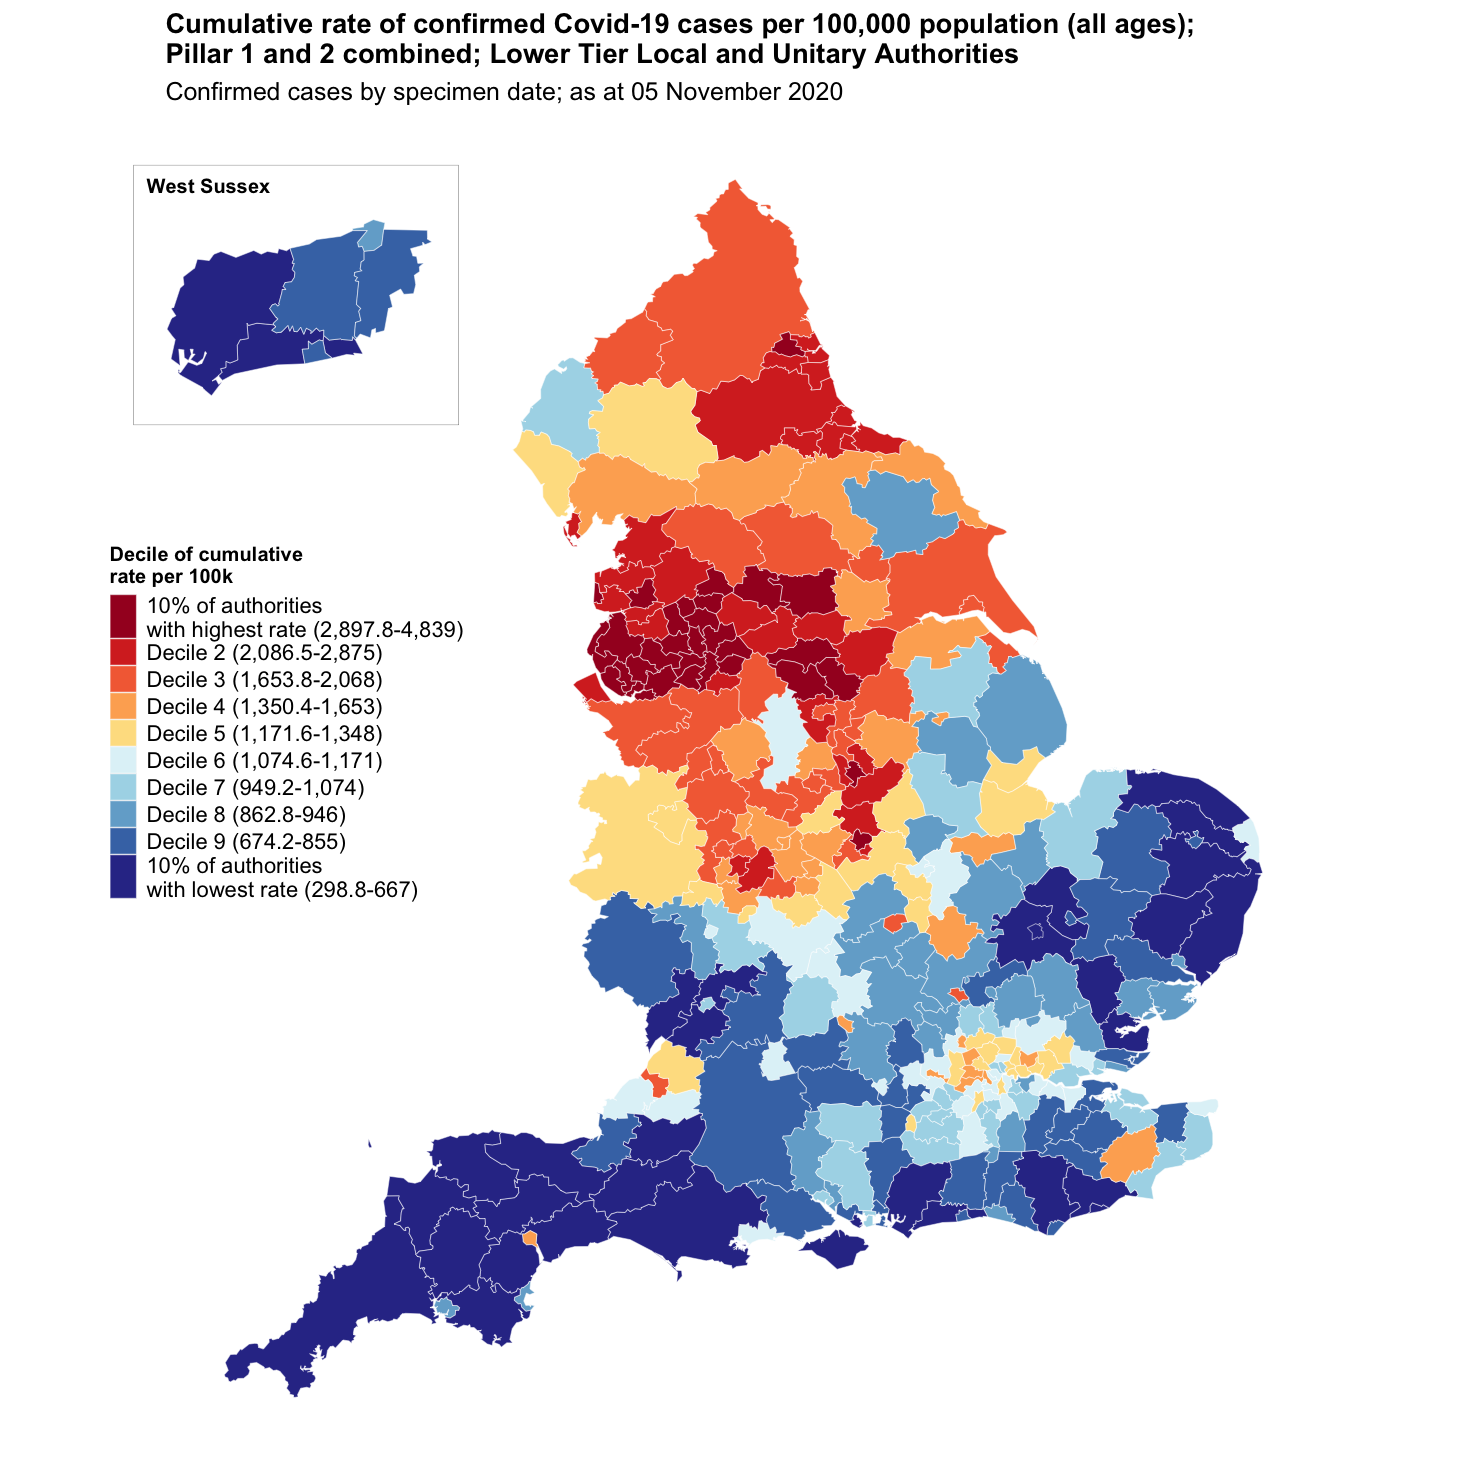 Cumulative rate of confirmed Covid-19 cases per 100,000 population (all ages);
Pillar 1 and 2 combined; Lower Tier Local and Unitary Authorities
Confirmed cases by specimen date; as at 05 November 2020
West Sussex
Decile of cumulative
rate per 100k
10% of authorities
with highest rate (2,897.8-4,839)
Decile 2 (2,086.5-2,875)
Decile 3 (1,653.8-2,068)
Decile 4 (1,350.4-1,653)
Decile 5 (1,171.6-1,348)
Decile 6 (1,074.6-1,171)
Decile 7 (949.2-1,074)
Decile 8 (862.8-946)
Decile 9 (674.2-855)
10% of authorities
with lowest rate (298.8-667)